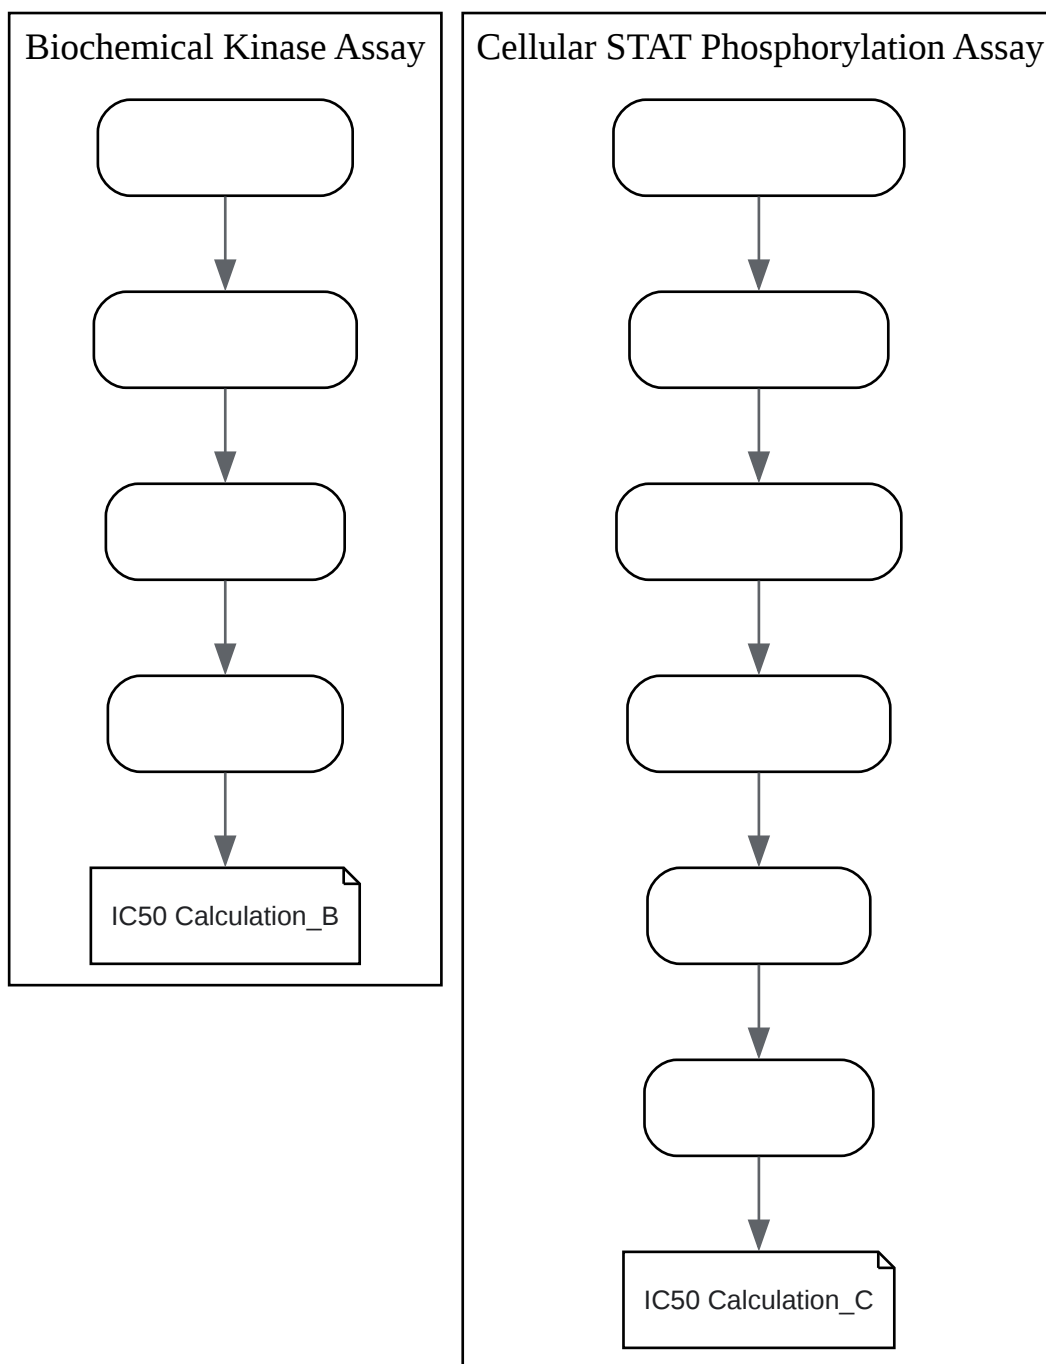 Biochemical Kinase Assay
Cellular STAT Phosphorylation Assay
IC50 Calculation_B
IC50 Calculation_C